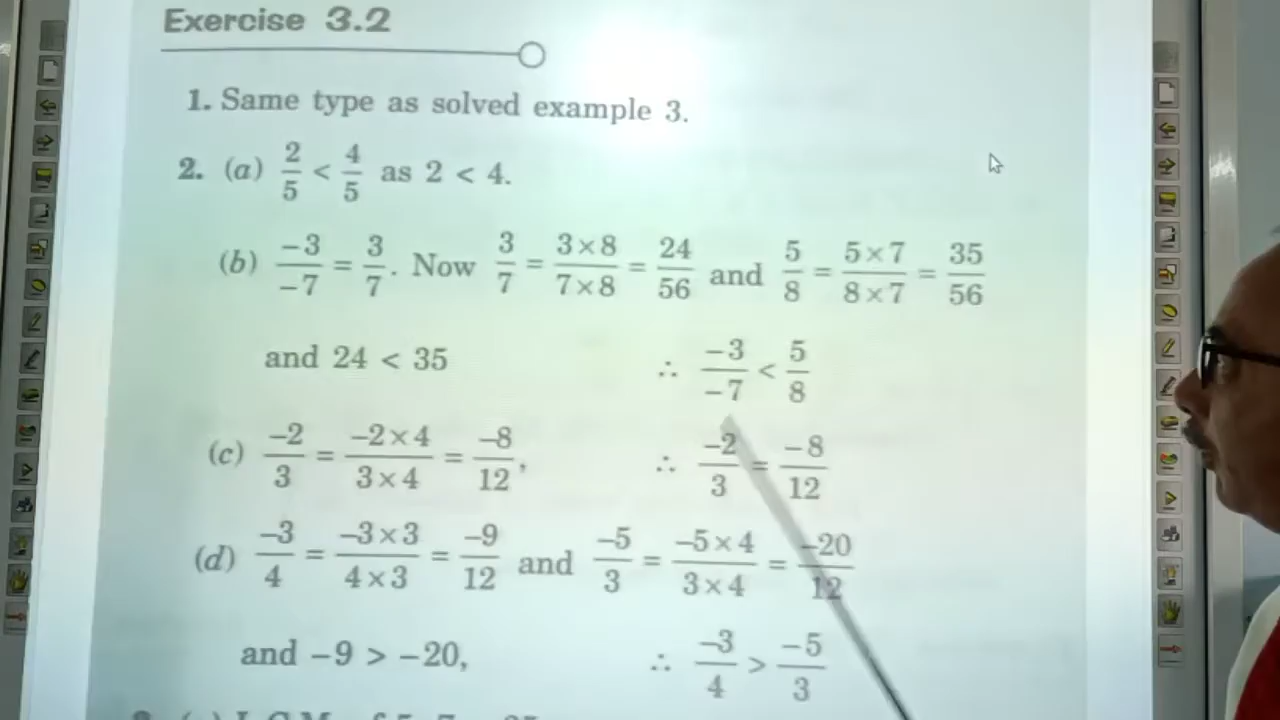 Exercise 3.2
1. Same type as solved example 3.
2. (a) 2/5 < 4/5 as 2 < 4.
(b) −3/−7 = 3/7. Now 3/7 = 3×8/7×8 = 24/56 and 5/8 = 5×7/8×7 = 35/56
and 24 < 35 ∴ −3/−7 < 5/8
(c) −2/3 = −2×4/3×4 = −8/12, ∴ −2/3 = −8/12
(d) −3/4 = −3×3/4×3 = −9/12 and −5/3 = −5×4/3×4 = −20/12
and −9 > −20, ∴ −3/4 > −5/3